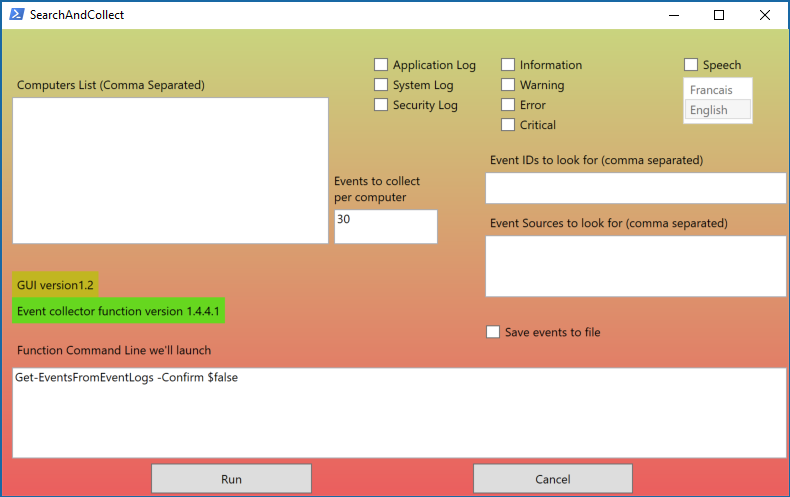 SearchAndCollect
Application Log
Information
Speech
Computers List (Comma Separated)
System Log
Warning
Francais
Security Log
Error
English
Critical
Event IDs to look for (comma separated)
Events to collect
per computer
30
Event Sources to look for (comma separated)
GUI version1.2
Event collector function version 1.4.4.1
Save events to file
Function Command Line we'll launch
Get-EventsFromEventLogs -Confirm $false
Run
Cancel